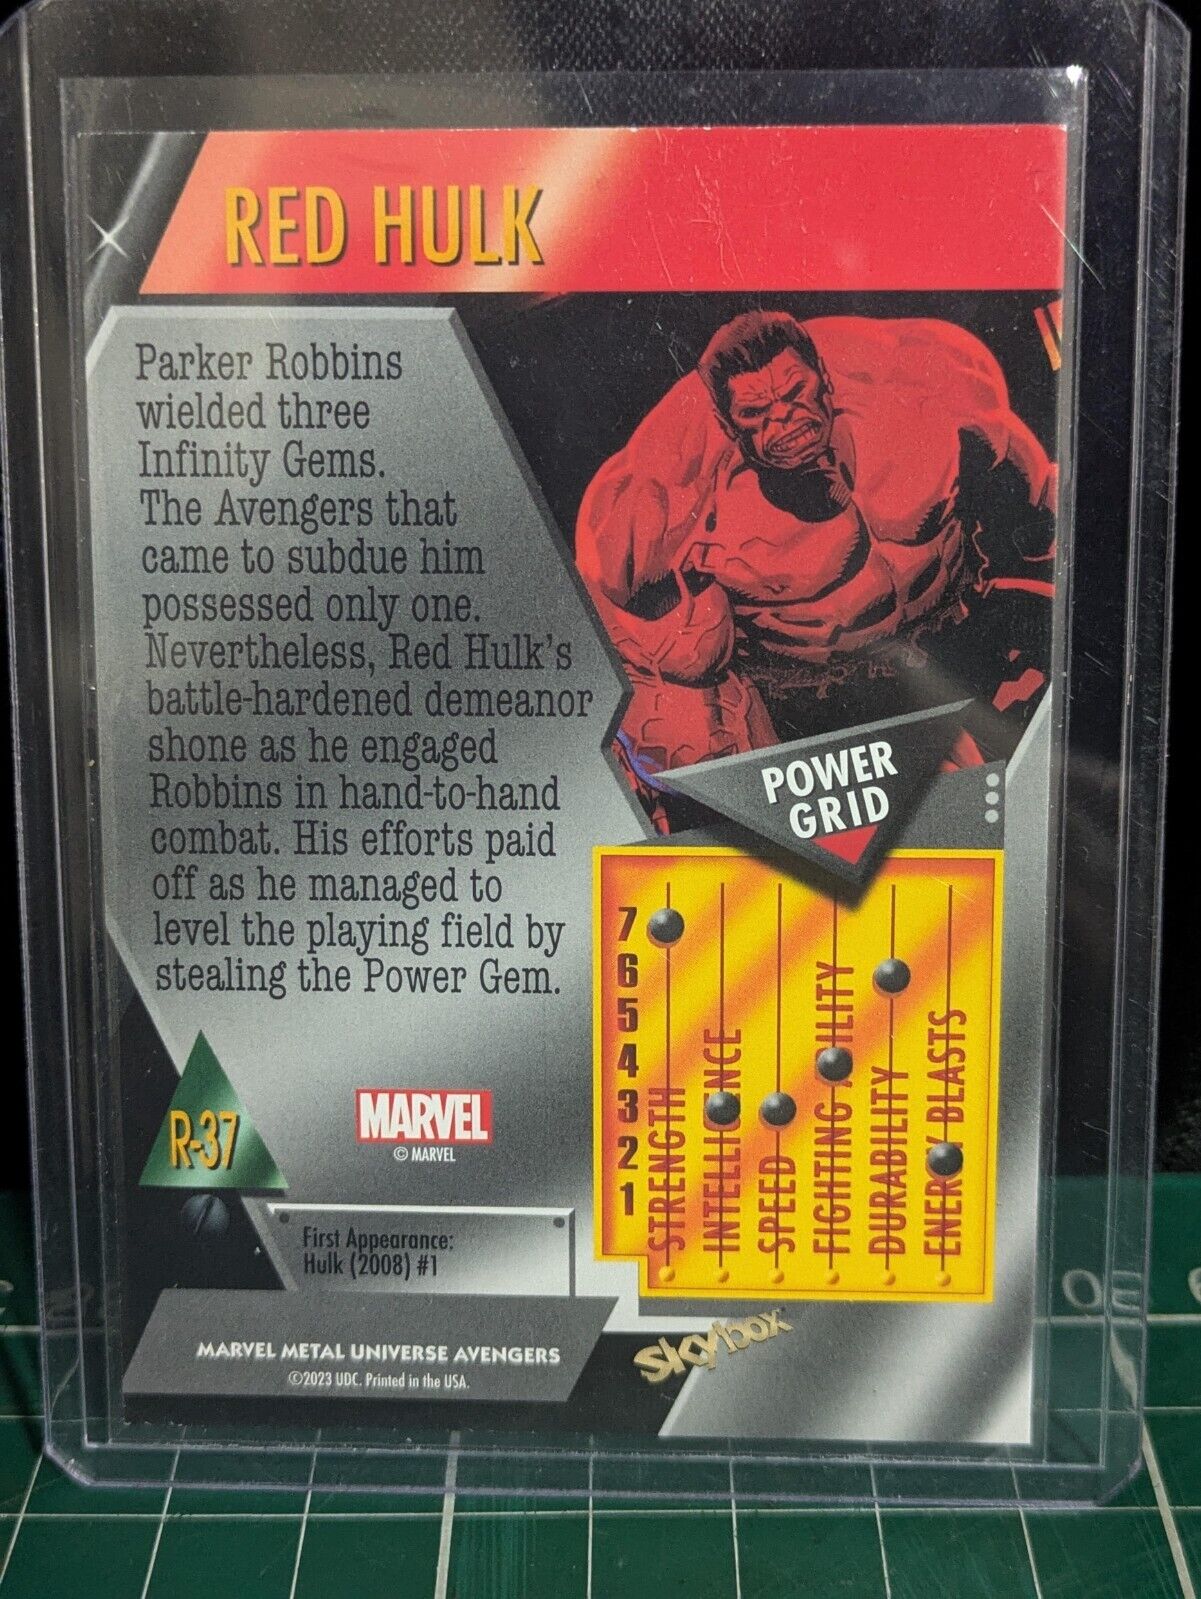 RED HULK
Parker Robbins
wielded three
Infinity Gems.
The Avengers that
came to subdue him
possessed only one.
Nevertheless, Red Hulk's
battle-hardened demeanor
shone as he engaged
Robbins in hand-to-hand
combat. His efforts paid
off as he managed to
level the playing field by
stealing the Power Gem.
POWER
GRID
7
6
5
4
3
2
1
STRENGTH
INTELLIGENCE
SPEED
FIGHTING ABILITY
DURABILITY
ENERGY BLASTS
R-37
MARVEL
© MARVEL
First Appearance:
Hulk (2008) #1
MARVEL METAL UNIVERSE AVENGERS
©2023 UDC. Printed in the USA.
skybox